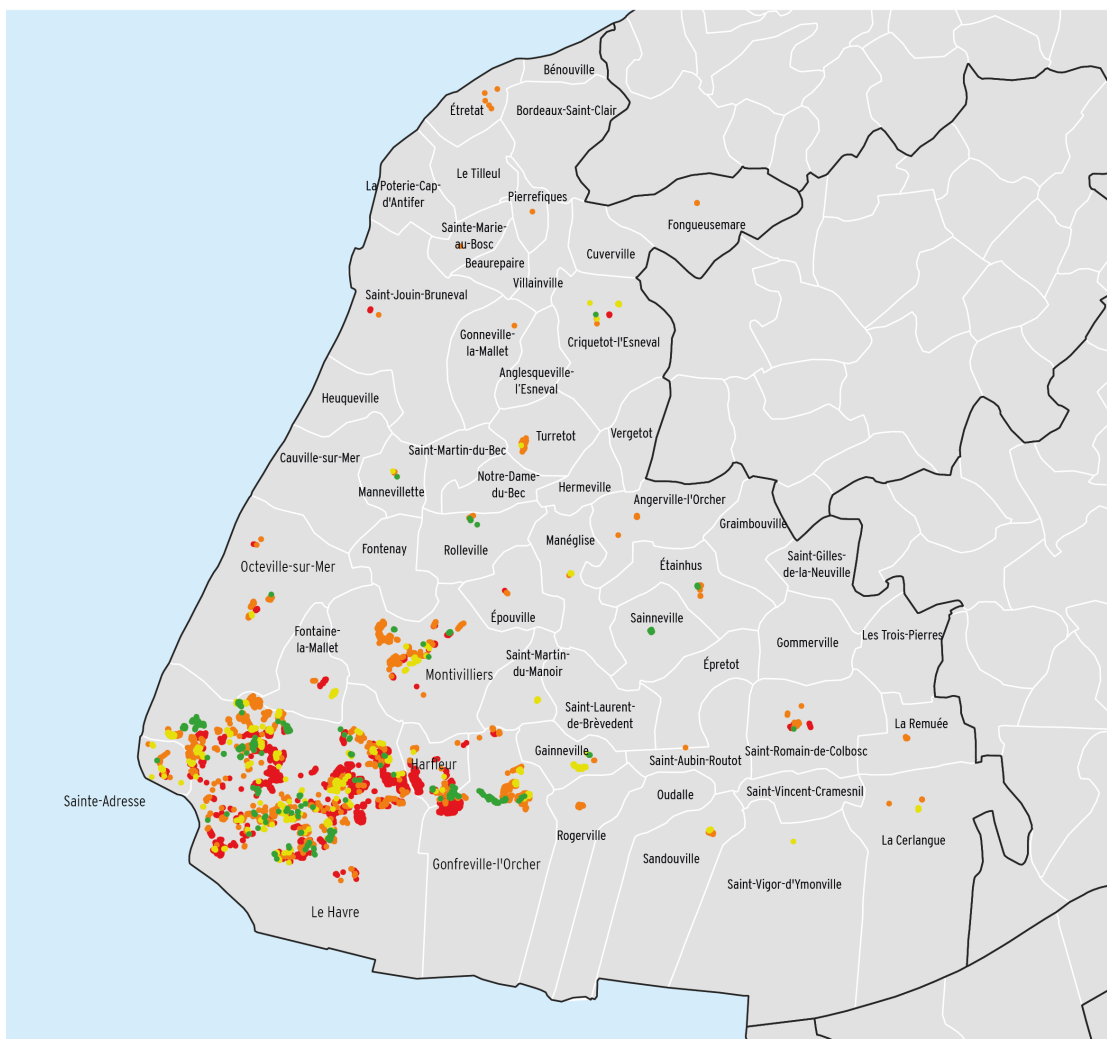 Bénouville
Étretat
Bordeaux-Saint-Clair
Le Tilleul
La Poterie-Cap-
d'Antifer
Pierrefiques
Fongueusemare
Sainte-Marie-
au-Bosc
Cuverville
Beaurepaire
Villainville
Saint-Jouin-Bruneval
Gonneville-
la-Mallet
Criquetot-l'Esneval
Anglesqueville-
l'Esneval
Heuqueville
Turretot
Vergetot
Saint-Martin-du-Bec
Cauville-sur-Mer
Notre-Dame-
du-Bec
Mannevillette
Hermeville
Angerville-l'Orcher
Graimbouville
Manéglise
Fontenay
Rolleville
Saint-Gilles-
de-la-Neuville
Octeville-sur-Mer
Étainhus
Épouville
Sainneville
Fontaine-
la-Mallet
Gommerville
Les Trois-Pierres
Saint-Martin-
du-Manoir
Épretot
Montivilliers
Saint-Laurent-
de-Brèvedent
La Remuée
Gainneville
Saint-Romain-de-Colbosc
Harfleur
Saint-Aubin-Routot
Saint-Vincent-Cramesnil
Oudalle
Sainte-Adresse
Rogerville
La Cerlangue
Sandouville
Gonfreville-l'Orcher
Saint-Vigor-d'Ymonville
Le Havre